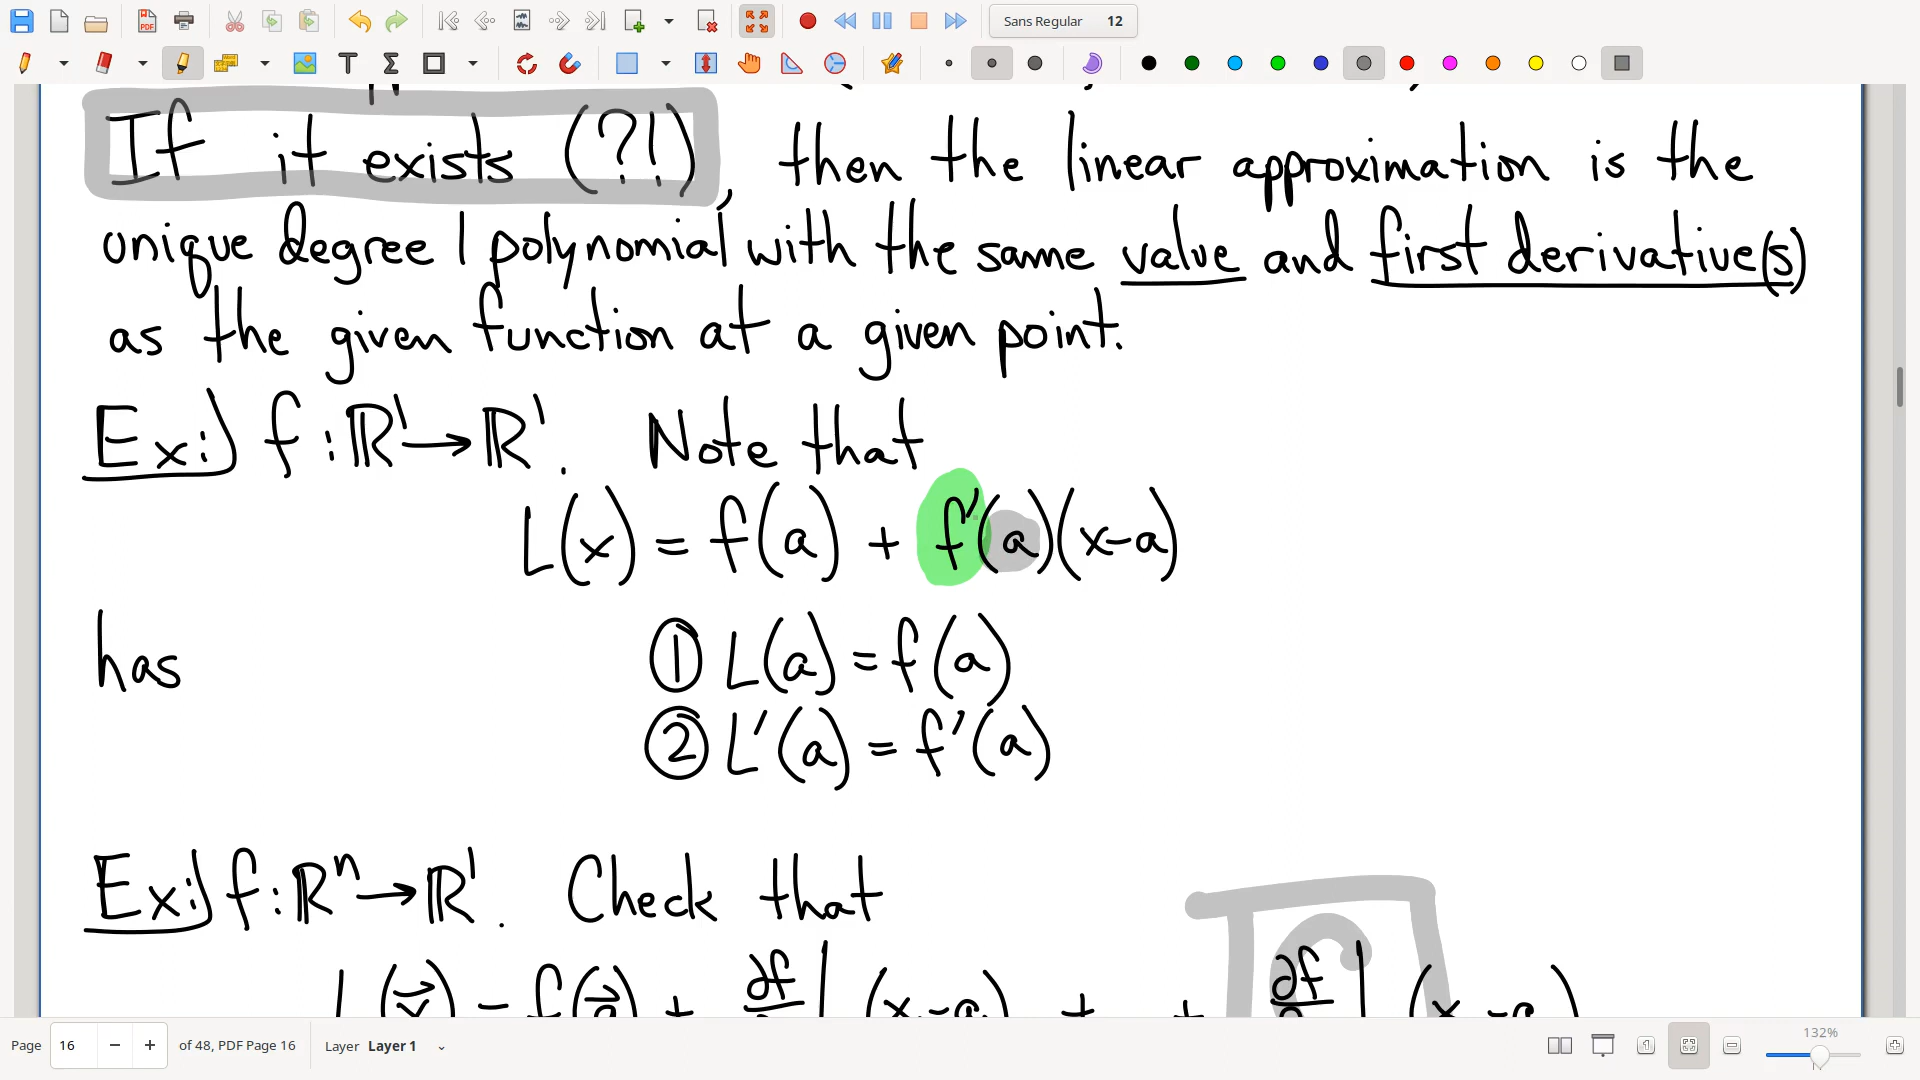 Sans Regular 12
If it exists (?!), then the linear approximation is the
unique degree 1 polynomial with the same value and first derivative(s)
as the given function at a given point.
Ex:) f : ℝ¹ → ℝ¹. Note that
L(x) = f(a) + f'(a)(x-a)
has ① L(a) = f(a)
② L'(a) = f'(a)
Ex:) f : ℝⁿ → ℝ¹. Check that
Page 16 of 48, PDF Page 16 Layer Layer 1 132%